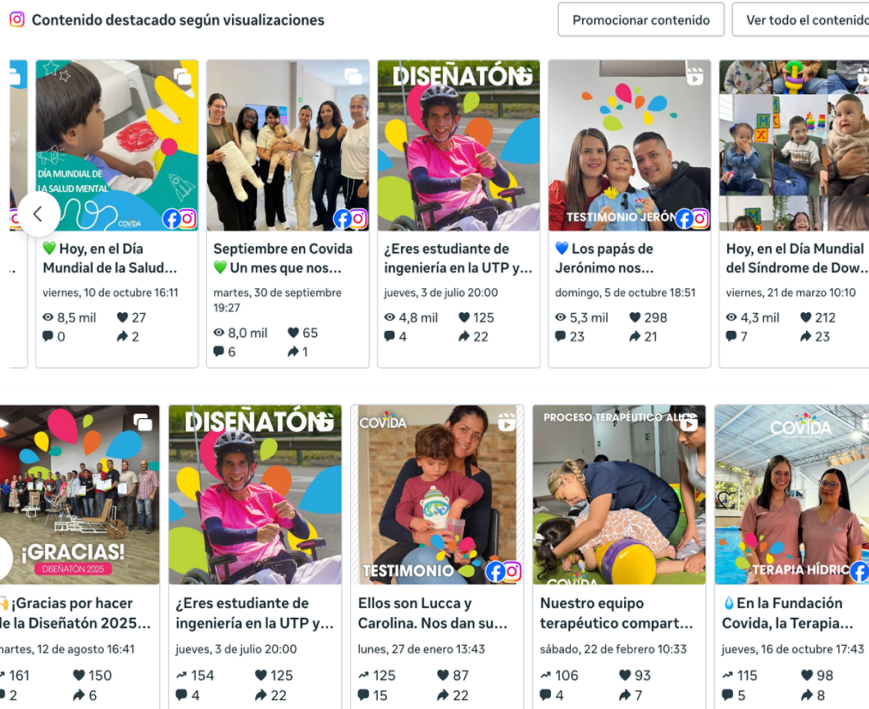 Contenido destacado según visualizaciones
Promocionar contenido
Ver todo el contenido
DÍA MUNDIAL DE
LA SALUD MENTAL
COVIDA
💚 Hoy, en el Día
Mundial de la Salud...
viernes, 10 de octubre 16:11
8,5 mil 27
0 2
Septiembre en Covida
💚 Un mes que nos...
martes, 30 de septiembre
19:27
8,0 mil 65
6 1
DISEÑATÓN
¿Eres estudiante de
ingeniería en la UTP y...
jueves, 3 de julio 20:00
4,8 mil 125
4 22
TESTIMONIO JERÓN
💙 Los papás de
Jerónimo nos...
domingo, 5 de octubre 18:51
5,3 mil 298
23 21
Hoy, en el Día Mundial
del Síndrome de Dow...
viernes, 21 de marzo 10:10
4,3 mil 212
7 23
¡GRACIAS!
DISEÑATÓN 2025
¡Gracias por hacer
de la Diseñatón 2025...
martes, 12 de agosto 16:41
161 150
2 6
DISEÑATÓN
¿Eres estudiante de
ingeniería en la UTP y...
jueves, 3 de julio 20:00
154 125
4 22
COVIDA
TESTIMONIO
Ellos son Lucca y
Carolina. Nos dan su...
lunes, 27 de enero 13:43
125 87
15 22
PROCESO TERAPÉUTICO ALICE
COVIDA
Nuestro equipo
terapéutico compart...
sábado, 22 de febrero 10:33
106 93
4 7
COVIDA
TERAPIA HÍDRIC
💧En la Fundación
Covida, la Terapia...
jueves, 16 de octubre 17:43
115 98
5 8